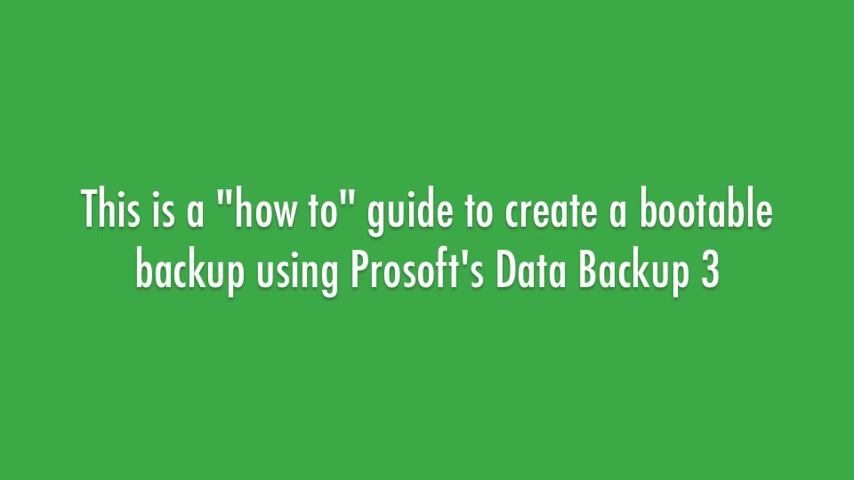 This is a "how to" guide to create a bootable
backup using Prosoft's Data Backup 3